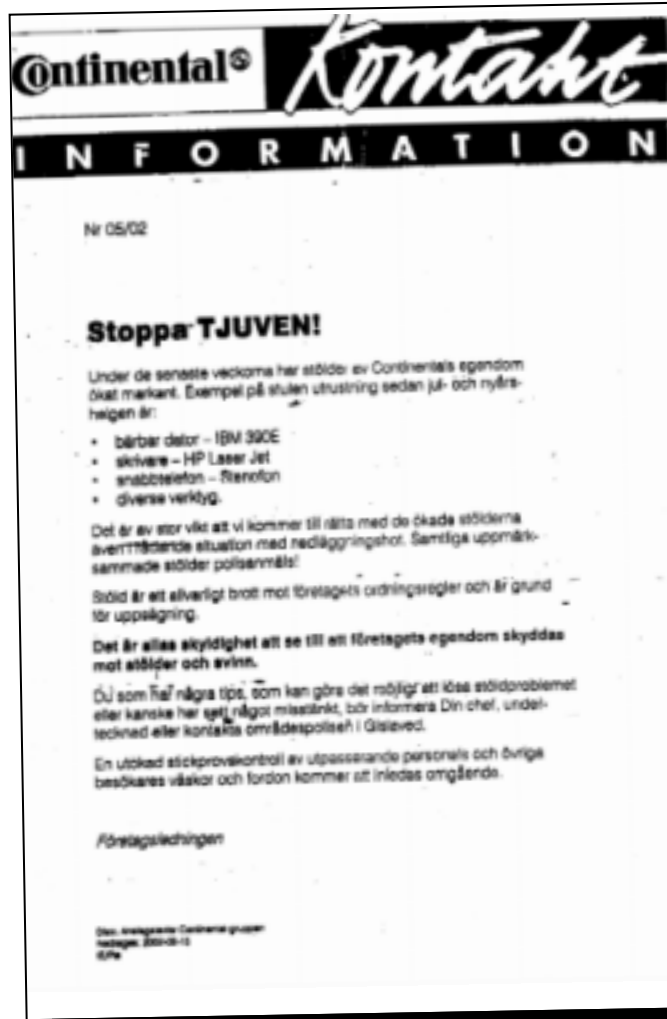 Continental®
Kontakt
INFORMATION
Nr 05/02
Stoppa TJUVEN!
Under de senaste veckorna har stölder av Continentals egendom
ökat markant. Exempel på stulen utrustning sedan jul- och nyårs-
helgen är:
• bärbar dator – IBM 390E
• skrivare – HP Laser Jet
• snabbtelefon –
• diverse verktyg.
Det är av stor vikt att vi kommer till rätta med de ökade stölderna
även i rådande situation med nedläggningshot. Samtliga uppmärk-
sammade stölder polisanmäls!
Stöld är ett allvarligt brott mot företagets ordningsregler och är grund
för uppsägning.
Det är allas skyldighet att se till att företagets egendom skyddas
mot stölder och svinn.
Du som har några tips, som kan göra det möjligt att lösa stöldproblemet
eller kanske har sett något misstänkt, bör informera Din chef, under-
tecknad eller kontakta områdespolisen i Gislaved.
En utökad stickprovskontroll av utpasserande personals och övriga
besökares väskor och fordon kommer att inledas omgående.
Företagsledningen
Continental gruppen